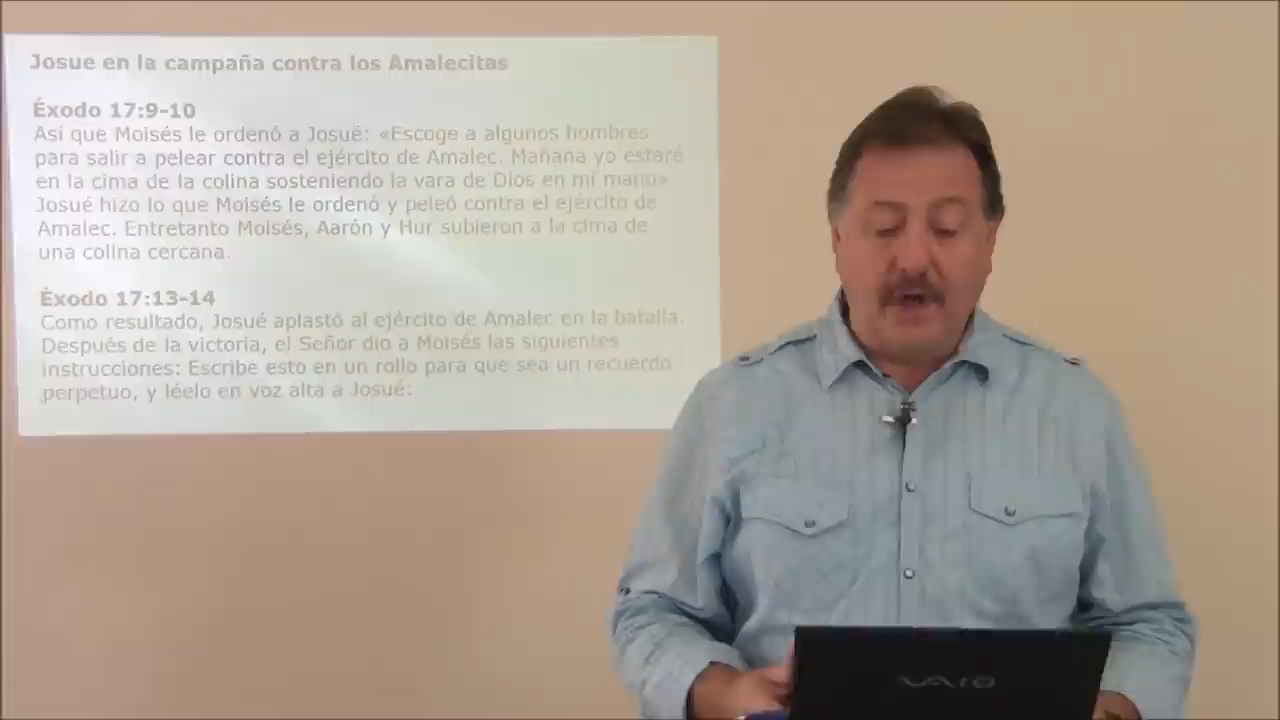 Josue en la campaña contra los Amalecitas
Éxodo 17:9-10
Así que Moisés le ordenó a Josué: «Escoge a algunos hombres
para salir a pelear contra el ejército de Amalec. Mañana yo estaré
en la cima de la colina sosteniendo la vara de Dios en mi mano»
Josué hizo lo que Moisés le ordenó y peleó contra el ejército de
Amalec. Entretanto Moisés, Aarón y Hur subieron a la cima de
una colina cercana.
Éxodo 17:13-14
Como resultado, Josué aplastó al ejército de Amalec en la batalla.
Después de la victoria, el Señor dio a Moisés las siguientes
instrucciones: Escribe esto en un rollo para que sea un recuerdo
perpetuo, y léelo en voz alta a Josué:
VAIO